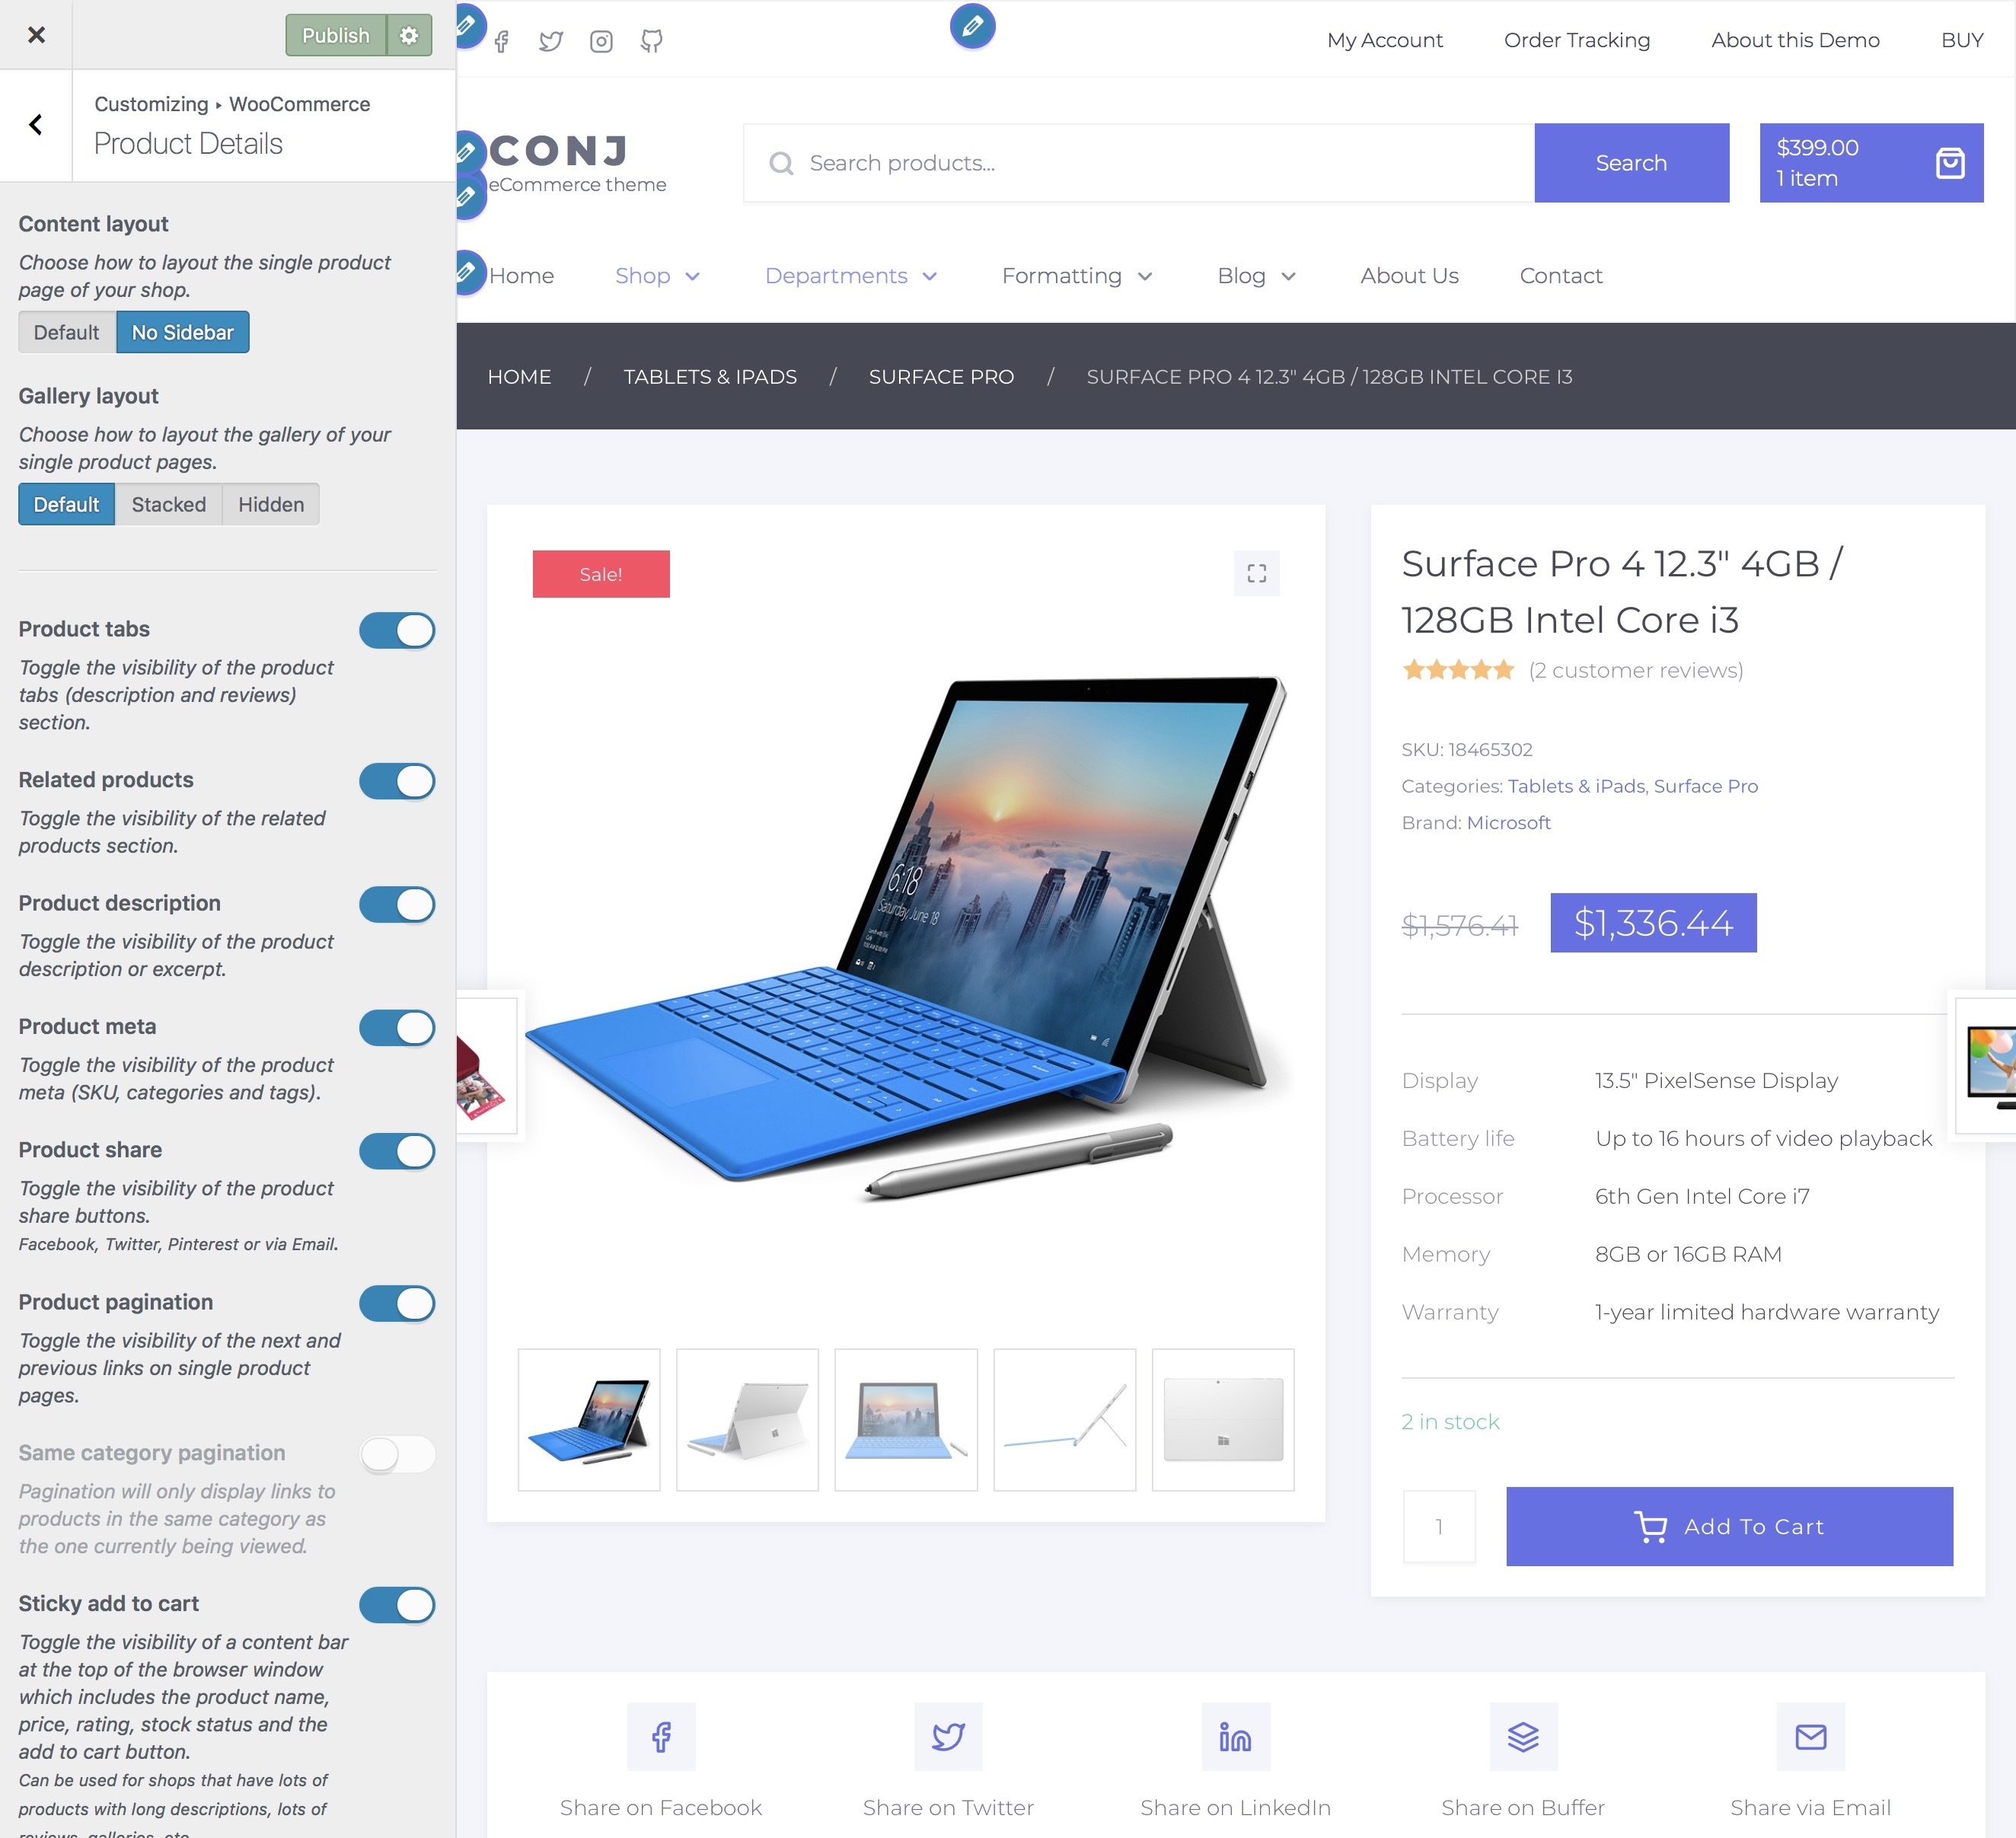 Publish
Customizing ▸ WooCommerce
Product Details
Content layout
Choose how to layout the single product
page of your shop.
Default
No Sidebar
Gallery layout
Choose how to layout the gallery of your
single product pages.
Default
Stacked
Hidden
Product tabs
Toggle the visibility of the product
tabs (description and reviews)
section.
Related products
Toggle the visibility of the related
products section.
Product description
Toggle the visibility of the product
description or excerpt.
Product meta
Toggle the visibility of the product
meta (SKU, categories and tags).
Product share
Toggle the visibility of the product
share buttons.
Facebook, Twitter, Pinterest or via Email.
Product pagination
Toggle the visibility of the next and
previous links on single product
pages.
Same category pagination
Pagination will only display links to
products in the same category as
the one currently being viewed.
Sticky add to cart
Toggle the visibility of a content bar
at the top of the browser window
which includes the product name,
price, rating, stock status and the
add to cart button.
Can be used for shops that have lots of
products with long descriptions, lots of
reviews, galleries, etc.
My Account
Order Tracking
About this Demo
BUY
CONJ
eCommerce theme
Search products...
Search
$399.00
1 item
Home
Shop
Departments
Formatting
Blog
About Us
Contact
HOME / TABLETS & IPADS / SURFACE PRO / SURFACE PRO 4 12.3" 4GB / 128GB INTEL CORE I3
Sale!
6:18
Saturday, June 18
Surface Pro 4 12.3" 4GB /
128GB Intel Core i3
(2 customer reviews)
SKU: 18465302
Categories: Tablets & iPads, Surface Pro
Brand: Microsoft
$1,576.41 $1,336.44
Display 13.5" PixelSense Display
Battery life Up to 16 hours of video playback
Processor 6th Gen Intel Core i7
Memory 8GB or 16GB RAM
Warranty 1-year limited hardware warranty
2 in stock
1
Add To Cart
Share on Facebook
Share on Twitter
Share on LinkedIn
Share on Buffer
Share via Email